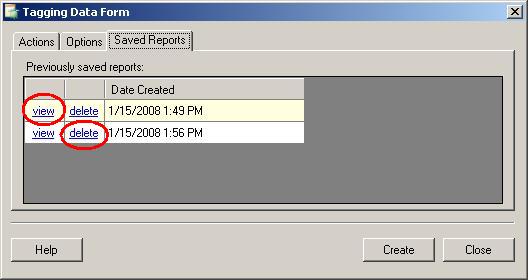 Tagging Data Form
Actions Options Saved Reports
Previously saved reports:
Date Created
view delete 1/15/2008 1:49 PM
view delete 1/15/2008 1:56 PM
Help Create Close